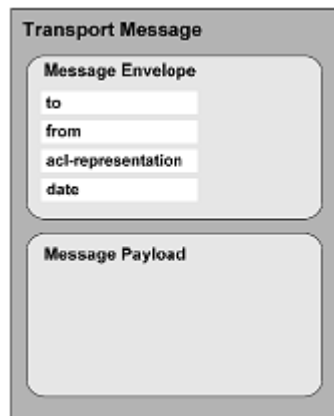 Transport Message
Message Envelope
to
from
acl-representation
date
Message Payload